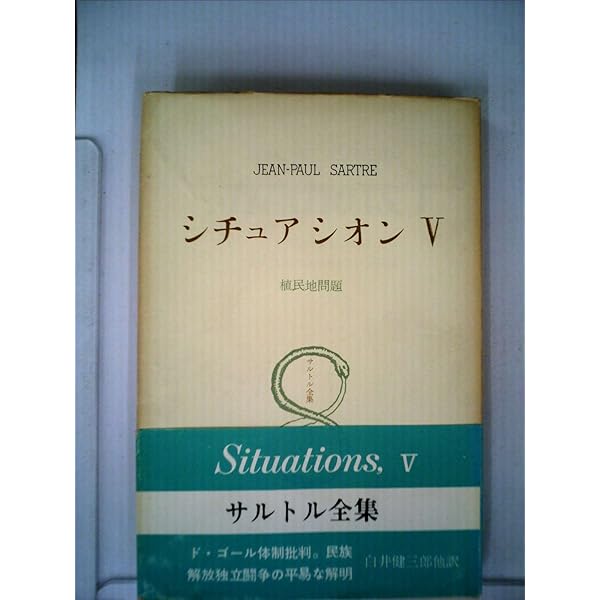 JEAN-PAUL SARTRE
シチュアシオン V
植民地問題
サルトル全集
Situations, V
サルトル全集
ド・ゴール体制批判。民族
解放独立闘争の平易な解明
白井健三郎他訳